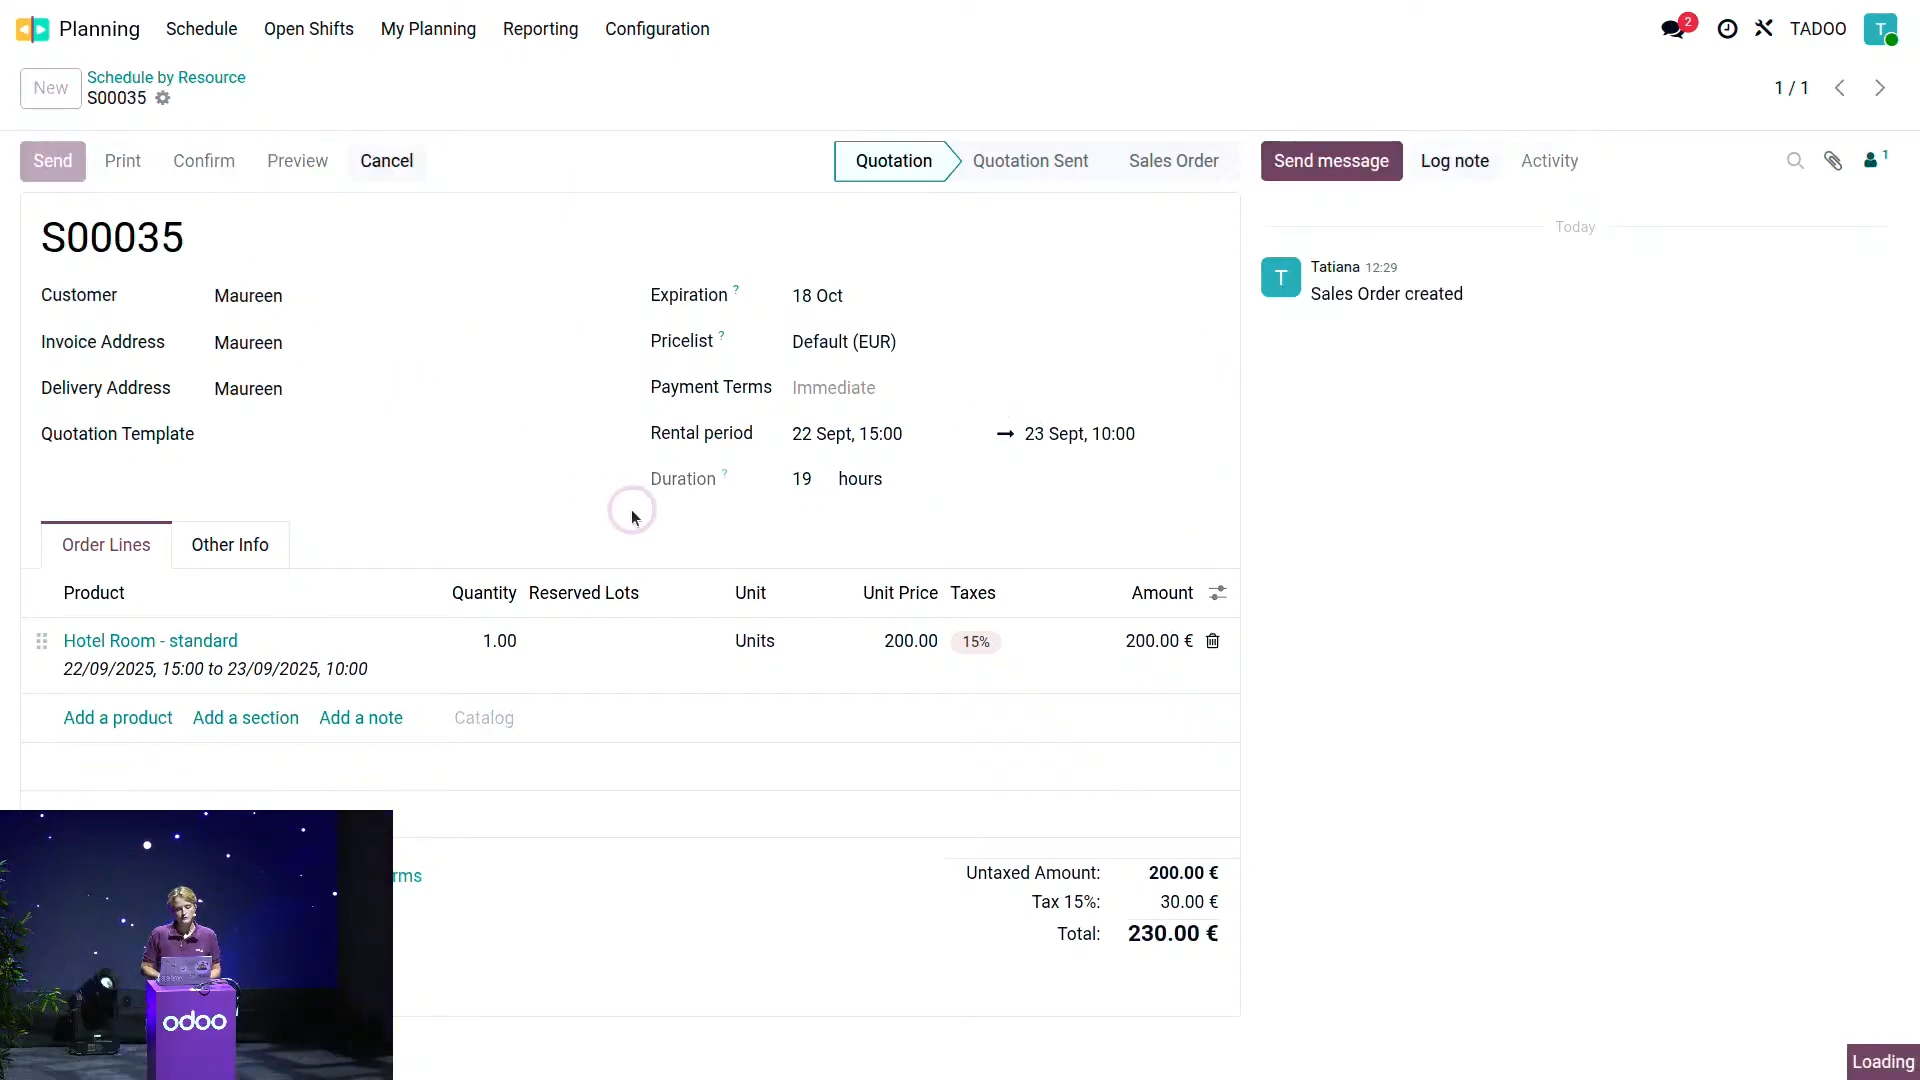 Planning Schedule Open Shifts My Planning Reporting Configuration 2 TADOO T
New Schedule by Resource 1 / 1
S00035
Send Print Confirm Preview Cancel Quotation Quotation Sent Sales Order Send message Log note Activity 1
S00035
Today
Tatiana 12:29
T
Sales Order created
Customer Maureen Expiration ? 18 Oct
Invoice Address Maureen Pricelist ? Default (EUR)
Delivery Address Maureen Payment Terms Immediate
Quotation Template Rental period 22 Sept, 15:00 → 23 Sept, 10:00
Duration ? 19 hours
Order Lines Other Info
Product Quantity Reserved Lots Unit Unit Price Taxes Amount
Hotel Room - standard 1.00 Units 200.00 15% 200.00 €
22/09/2025, 15:00 to 23/09/2025, 10:00
Add a product Add a section Add a note Catalog
rms Untaxed Amount: 200.00 €
Tax 15%: 30.00 €
Total: 230.00 €
odoo
Loading